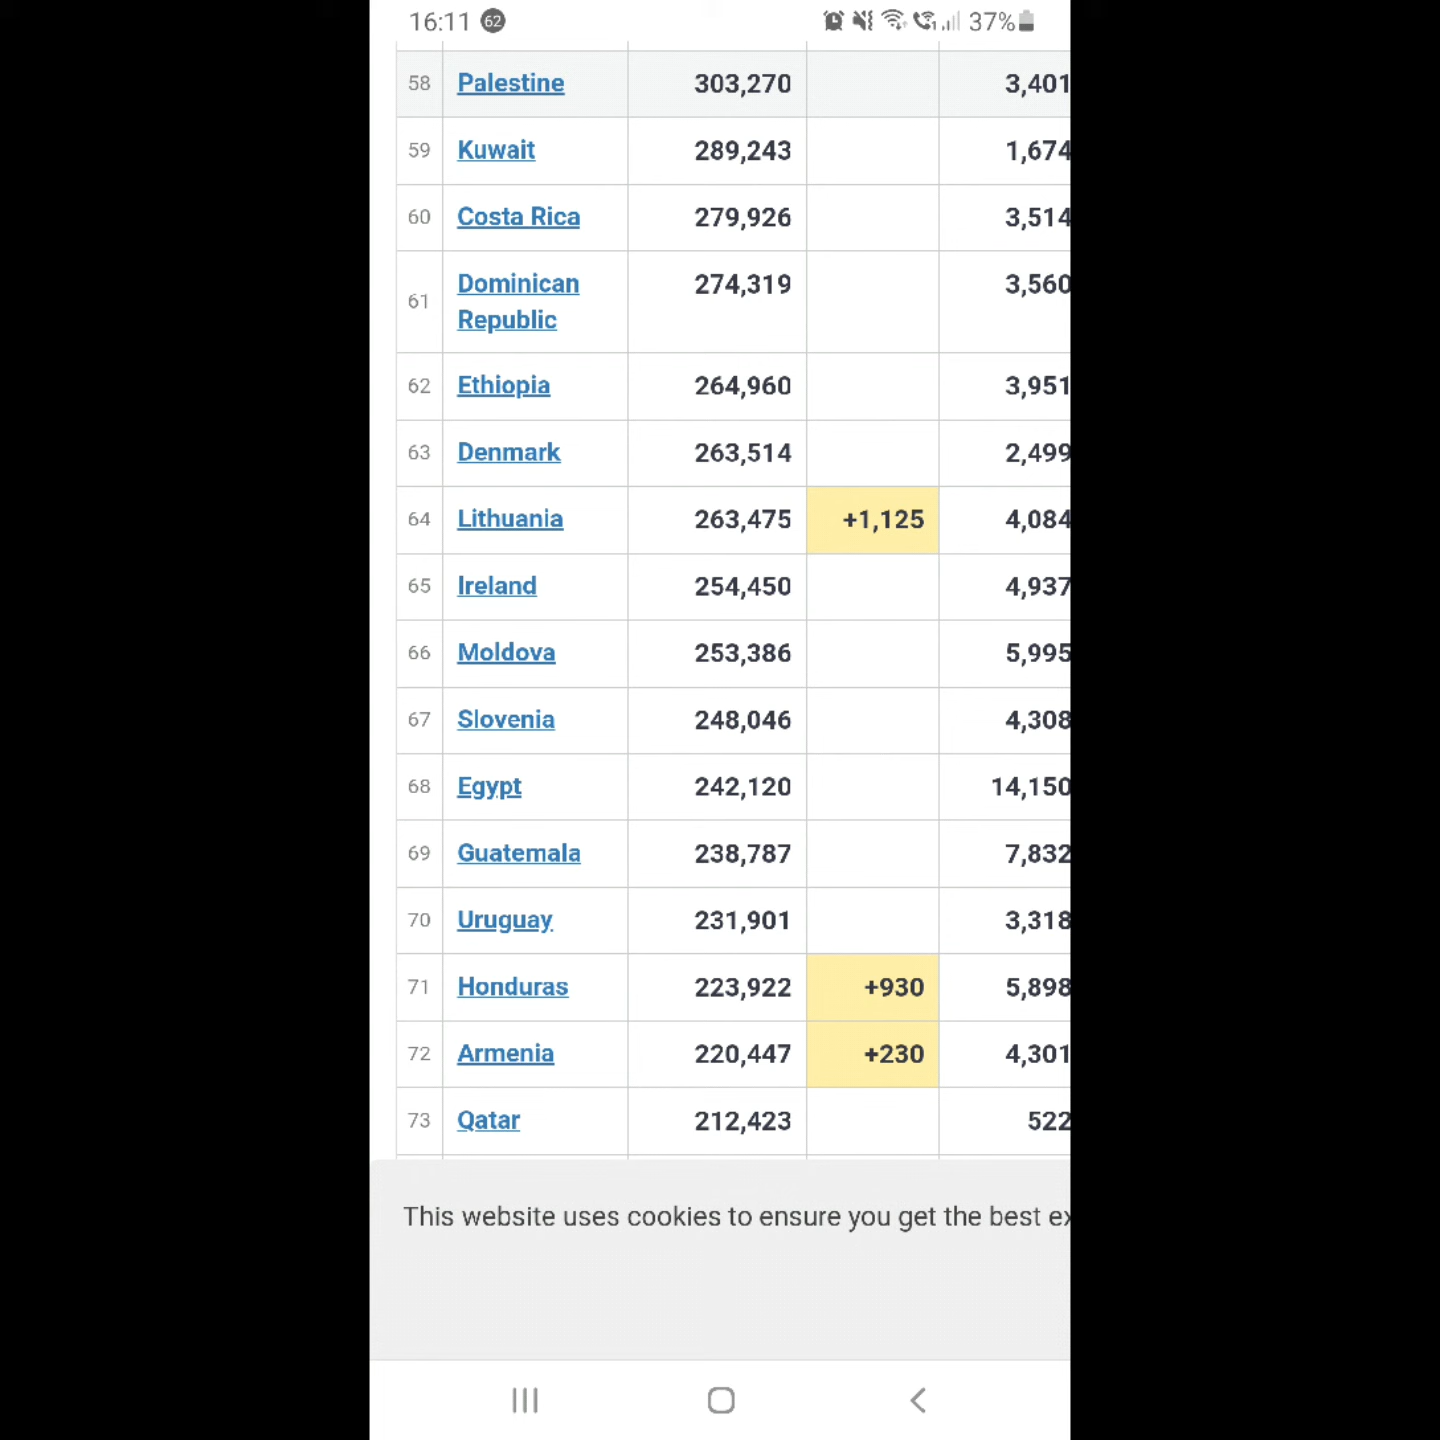 16:11 62 37%
58 Palestine 303,270 3,401
59 Kuwait 289,243 1,674
60 Costa Rica 279,926 3,514
61 Dominican Republic 274,319 3,560
62 Ethiopia 264,960 3,951
63 Denmark 263,514 2,499
64 Lithuania 263,475 +1,125 4,084
65 Ireland 254,450 4,937
66 Moldova 253,386 5,995
67 Slovenia 248,046 4,308
68 Egypt 242,120 14,150
69 Guatemala 238,787 7,832
70 Uruguay 231,901 3,318
71 Honduras 223,922 +930 5,898
72 Armenia 220,447 +230 4,301
73 Qatar 212,423 522
This website uses cookies to ensure you get the best ex